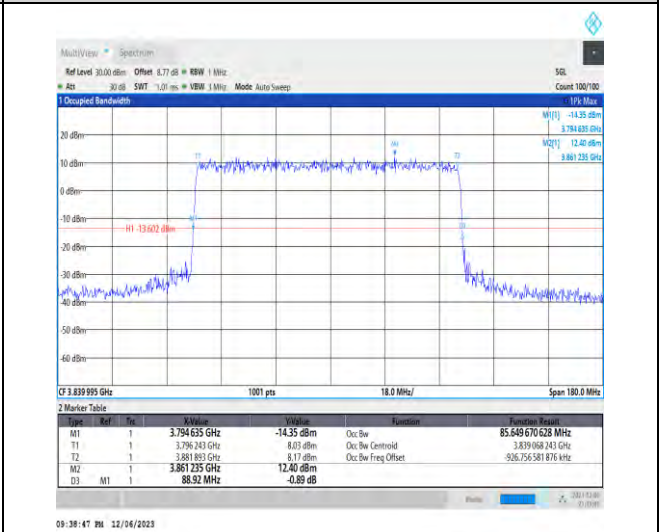 MultiView Spectrum
Ref Level 30.00 dBm Offset 8.77 dB RBW 1 MHz SGL
Att 30 dB SWT 1.01 ms VBW 3 MHz Mode Auto Sweep Count 100/100
1 Occupied Bandwidth 1Pk Max
M1[1] -14.35 dBm
3.794 635 GHz
M2[1] 12.40 dBm
3.861 235 GHz
20 dBm
10 dBm
0 dBm
-10 dBm
H1 -13.602 dBm
-20 dBm
-30 dBm
-40 dBm
-50 dBm
-60 dBm
CF 3.839 995 GHz 1001 pts 18.0 MHz/ Span 180.0 MHz
2 Marker Table
Type Ref Trc X-Value Y-Value Function Function Result
M1 1 3.794 635 GHz -14.35 dBm Occ Bw 85.649 670 628 MHz
T1 1 3.796 243 GHz 8.03 dBm Occ Bw Centroid 3.839 068 243 GHz
T2 1 3.881 893 GHz 8.17 dBm Occ Bw Freq Offset -926.756 581 876 kHz
M2 1 3.861 235 GHz 12.40 dBm
D3 M1 1 88.92 MHz -0.89 dB
09:38:47 PM 12/06/2023